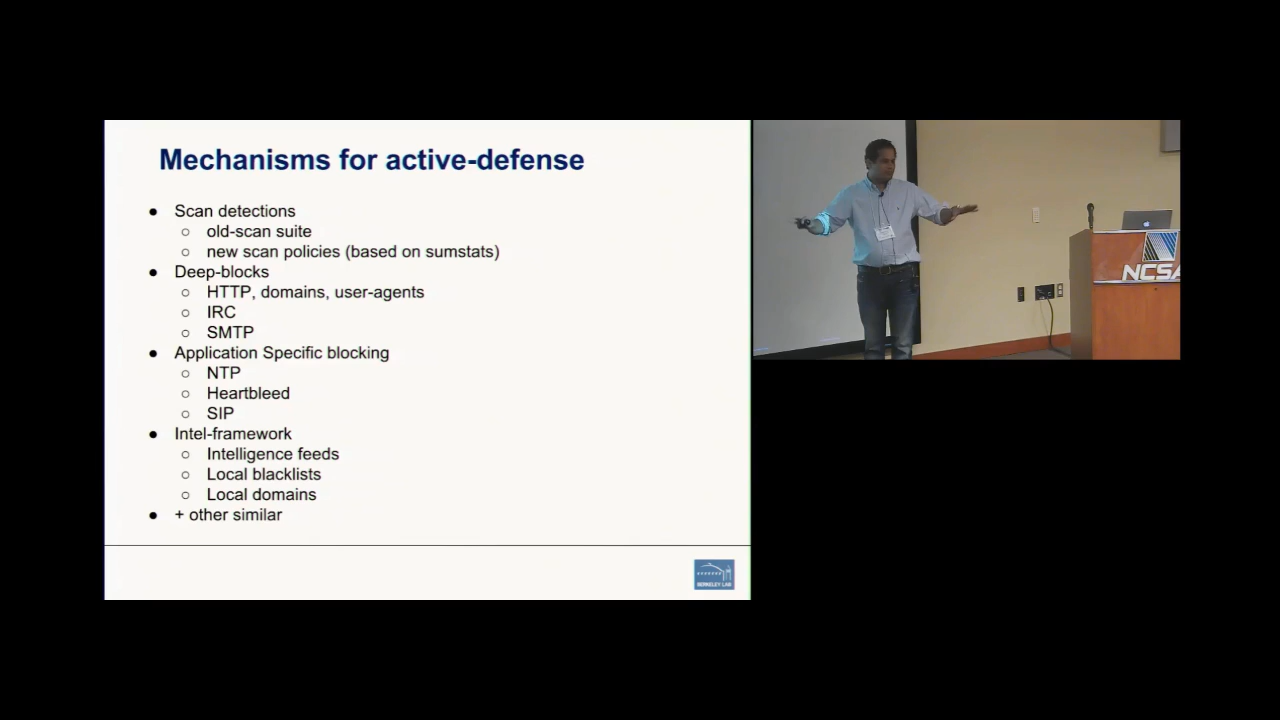 Mechanisms for active-defense
● Scan detections
○ old-scan suite
○ new scan policies (based on sumstats)
● Deep-blocks
○ HTTP, domains, user-agents
○ IRC
○ SMTP
● Application Specific blocking
○ NTP
○ Heartbleed
○ SIP
● Intel-framework
○ Intelligence feeds
○ Local blacklists
○ Local domains
● + other similar
BERKELEY LAB
NCSA